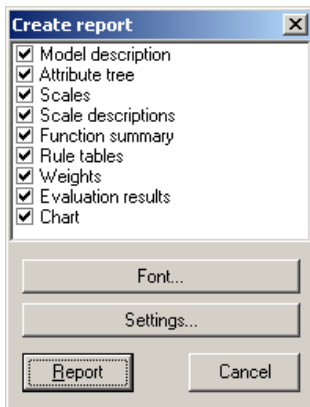 Create report
Model description
Attribute tree
Scales
Scale descriptions
Function summary
Rule tables
Weights
Evaluation results
Chart
Font...
Settings...
Report
Cancel